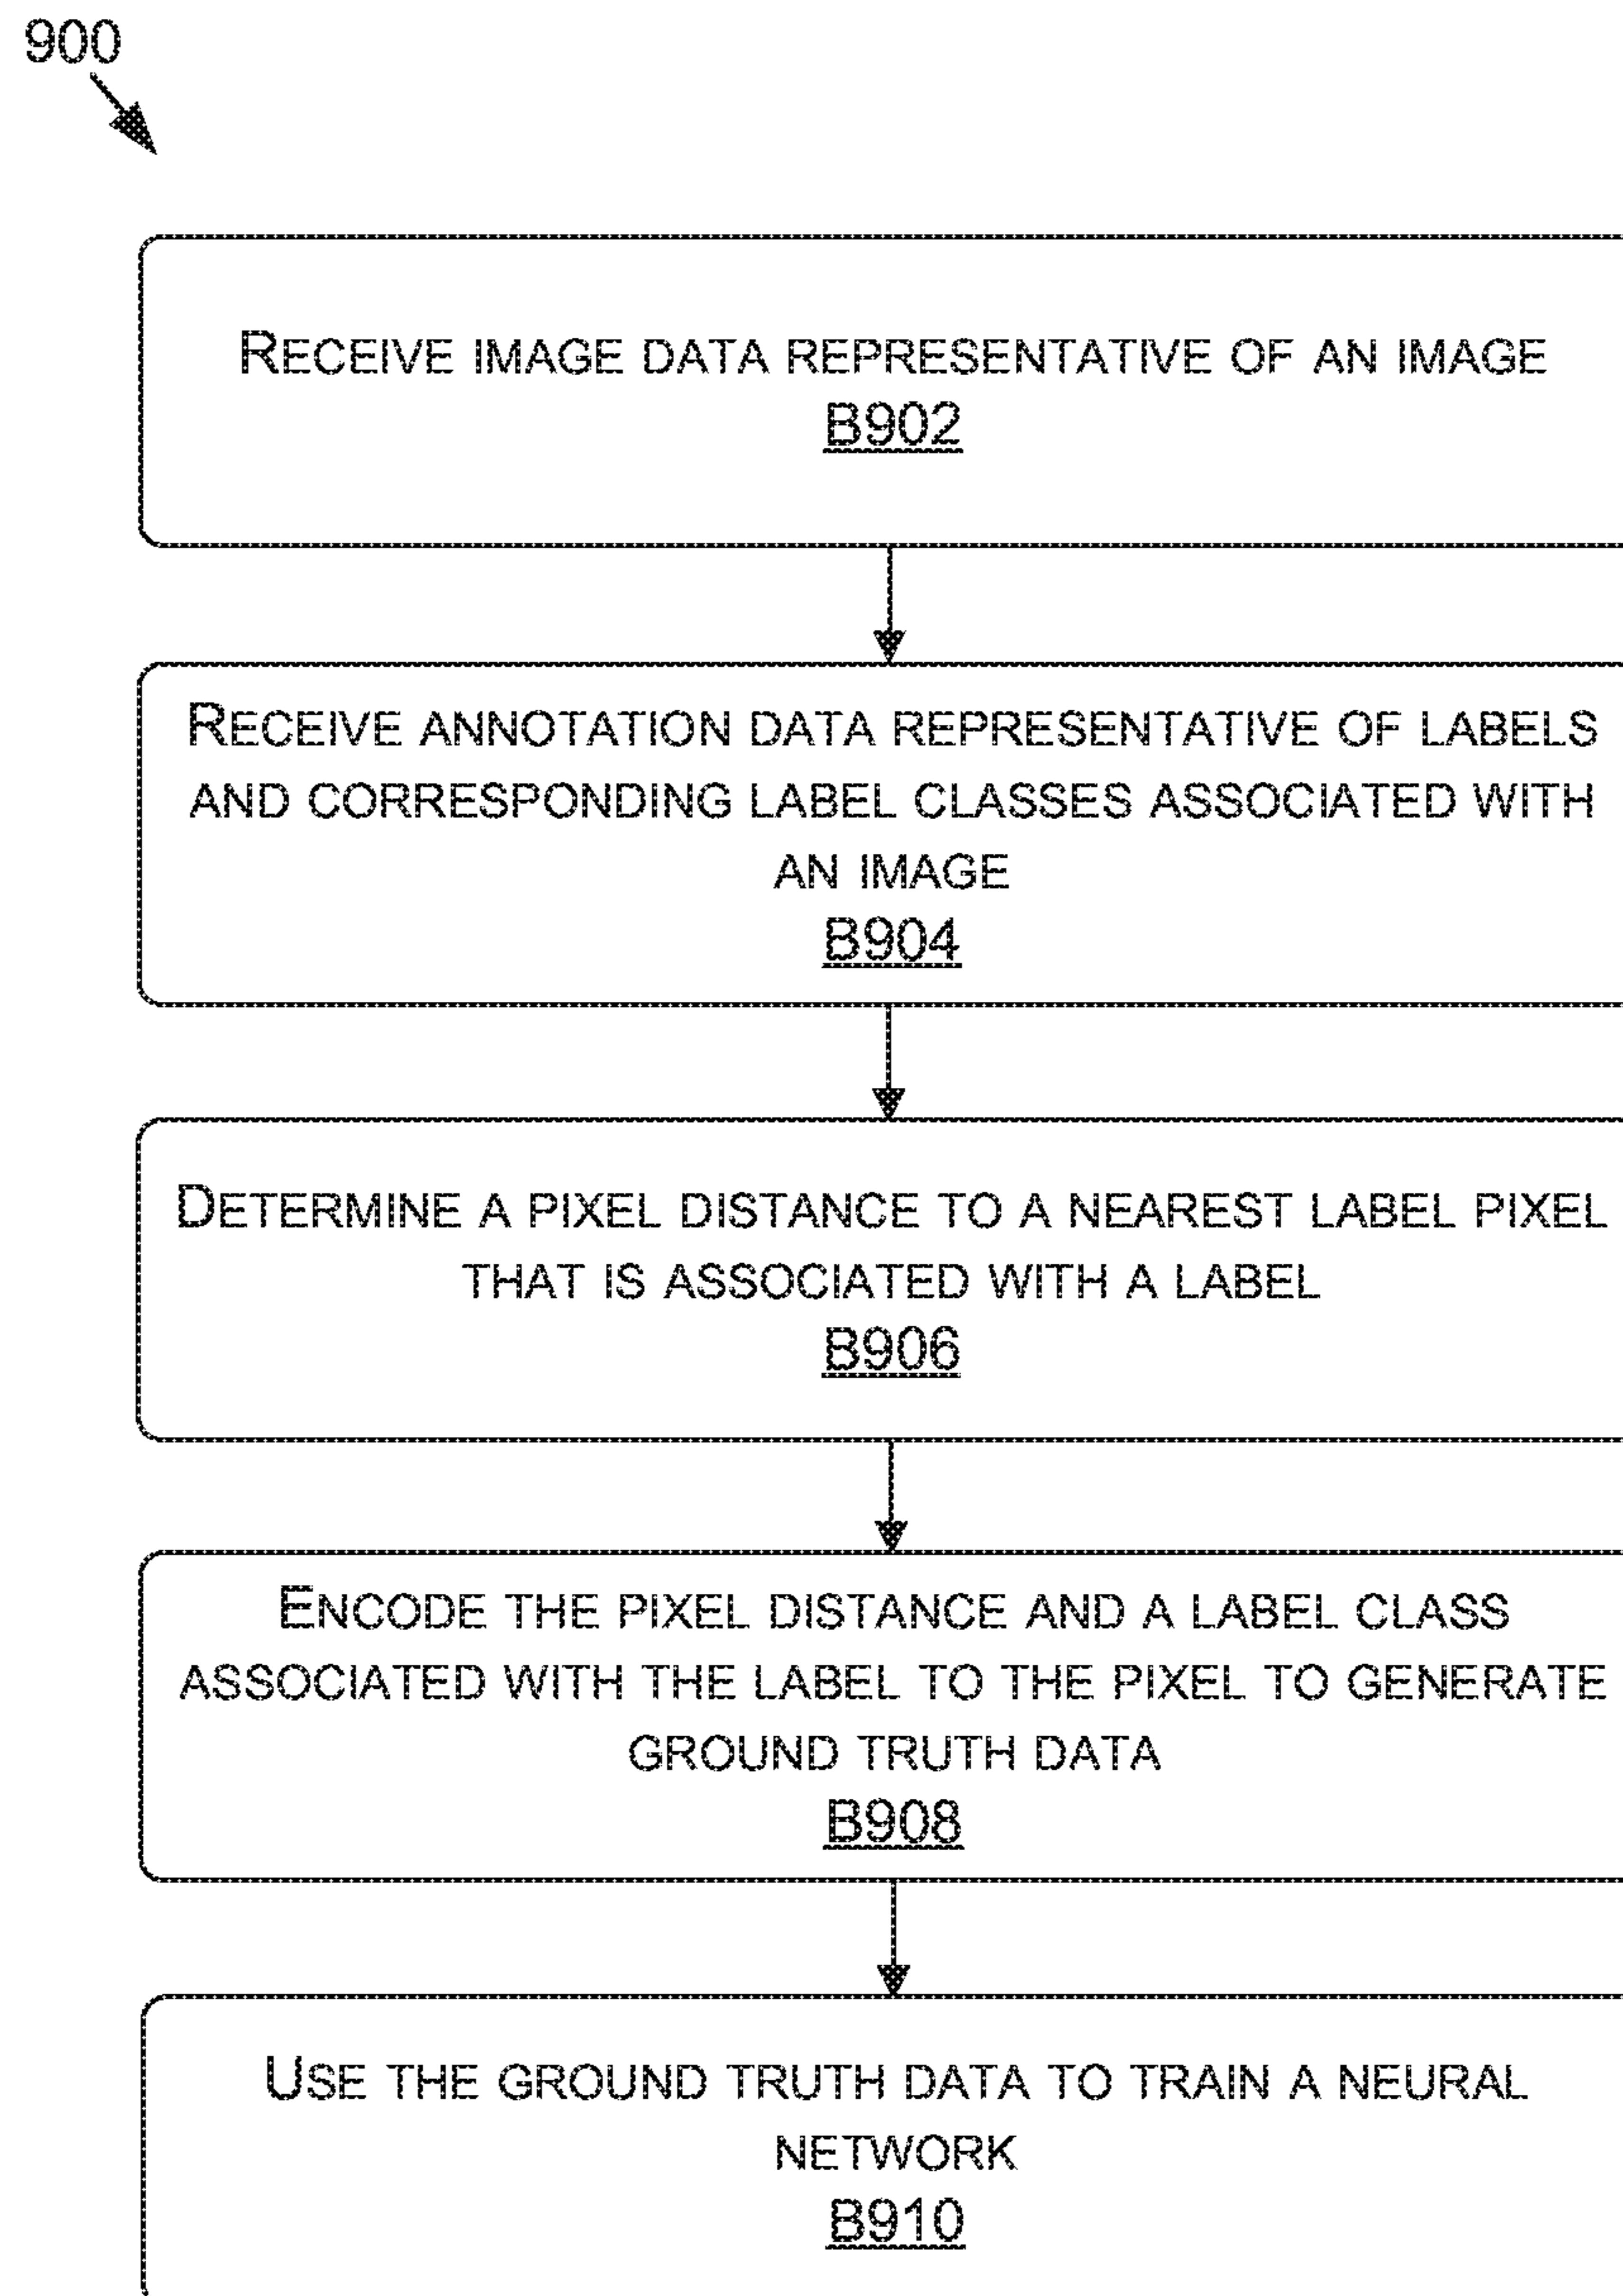 900
RECEIVE IMAGE DATA REPRESENTATIVE OF AN IMAGE
B902
RECEIVE ANNOTATION DATA REPRESENTATIVE OF LABELS
AND CORRESPONDING LABEL CLASSES ASSOCIATED WITH
AN IMAGE
B904
DETERMINE A PIXEL DISTANCE TO A NEAREST LABEL PIXEL
THAT IS ASSOCIATED WITH A LABEL
B906
ENCODE THE PIXEL DISTANCE AND A LABEL CLASS
ASSOCIATED WITH THE LABEL TO THE PIXEL TO GENERATE
GROUND TRUTH DATA
B908
USE THE GROUND TRUTH DATA TO TRAIN A NEURAL
NETWORK
B910